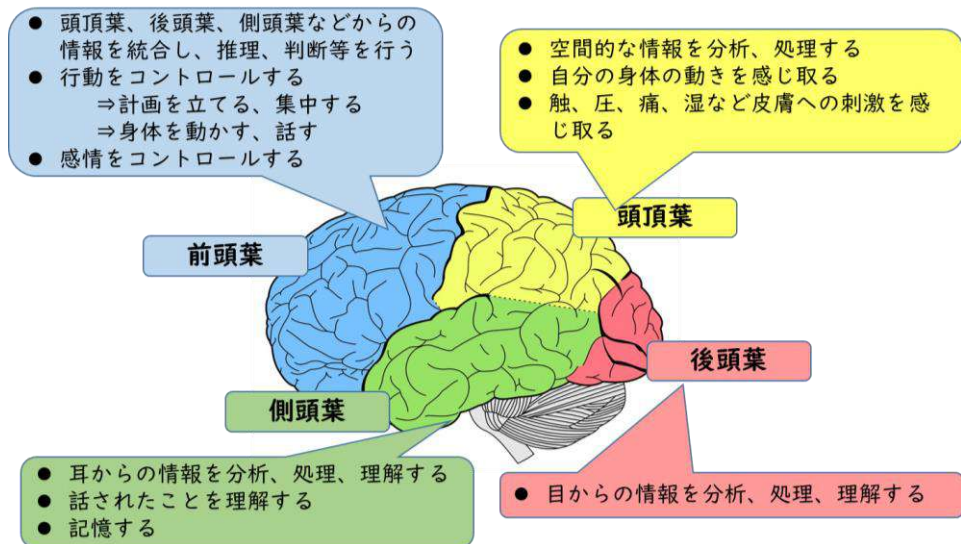 ● 頭頂葉、後頭葉、側頭葉などからの
情報を統合し、推理、判断等を行う
● 行動をコントロールする
⇒計画を立てる、集中する
⇒身体を動かす、話す
● 感情をコントロールする
● 空間的な情報を分析、処理する
● 自分の身体の動きを感じ取る
● 触、圧、痛、湿など皮膚への刺激を感
じ取る
前頭葉
頭頂葉
側頭葉
後頭葉
● 耳からの情報を分析、処理、理解する
● 話されたことを理解する
● 記憶する
● 目からの情報を分析、処理、理解する